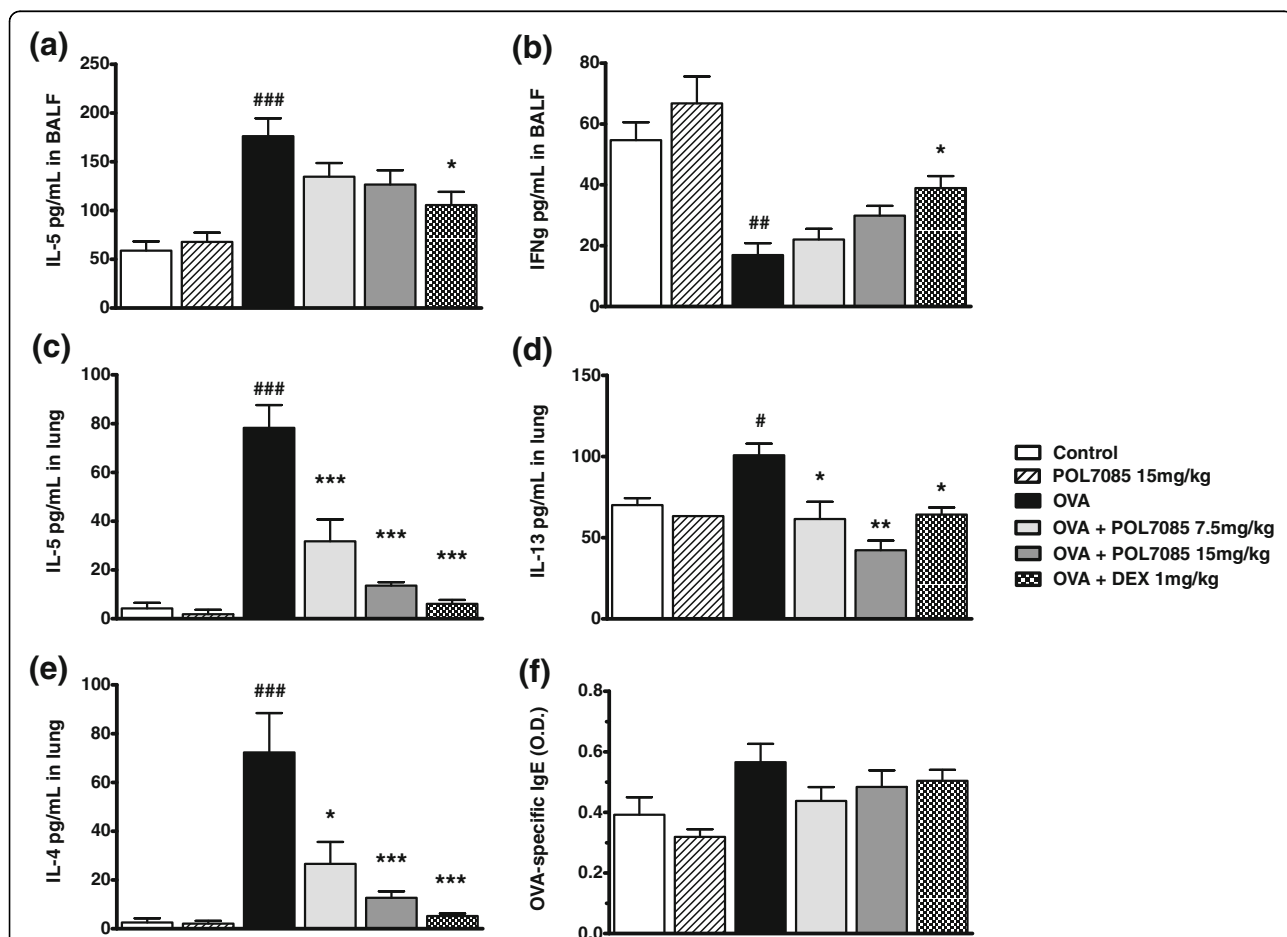 (a)
IL-5 pg/mL in BALF
250
200
150
100
50
0
###
*
(b)
IFNg pg/mL in BALF
80
60
40
20
0
##
*
(c)
IL-5 pg/mL in lung
100
80
60
40
20
0
###
***
***
***
(d)
IL-13 pg/mL in lung
150
100
50
0
#
*
**
*
Control
POL7085 15mg/kg
OVA
OVA + POL7085 7.5mg/kg
OVA + POL7085 15mg/kg
OVA + DEX 1mg/kg
(e)
IL-4 pg/mL in lung
100
80
60
40
20
0
###
*
***
***
(f)
OVA-specific IgE (O.D.)
0.8
0.6
0.4
0.2
0.0